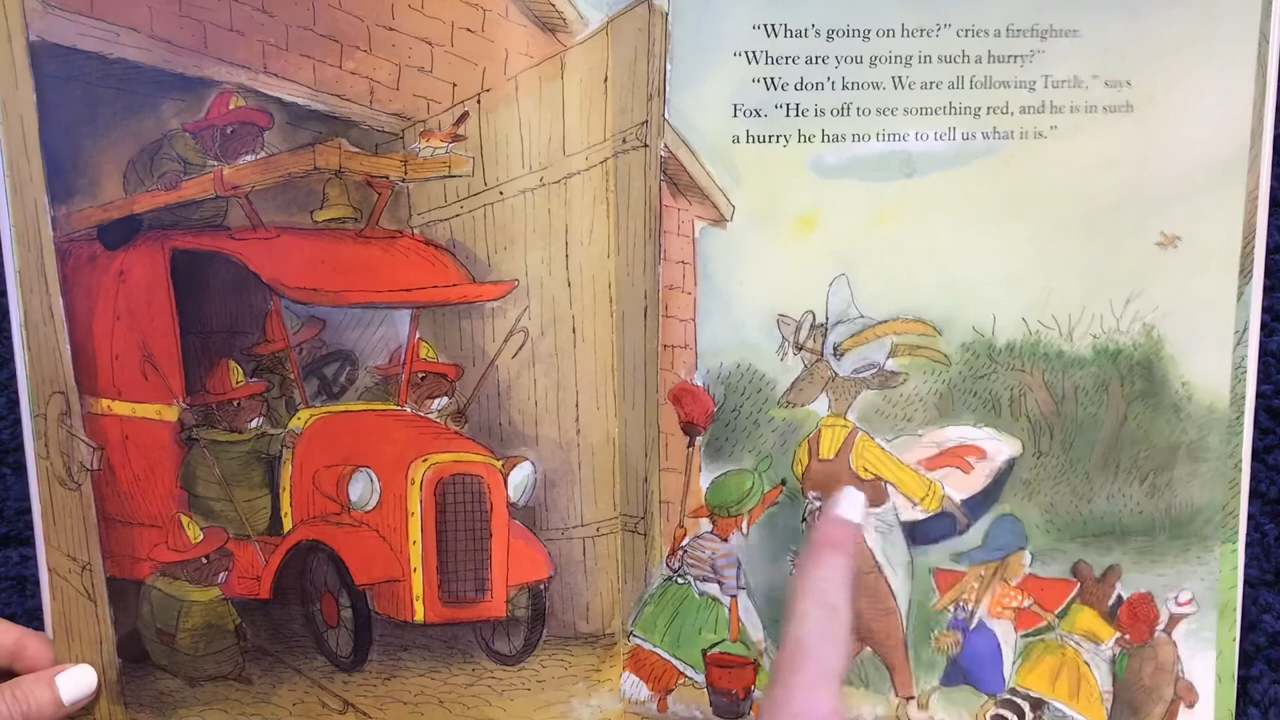 “What’s going on here?” cries a firefighter.
“Where are you going in such a hurry?”
“We don’t know. We are all following Turtle,” says
Fox. “He is off to see something red, and he is in such
a hurry he has no time to tell us what it is.”